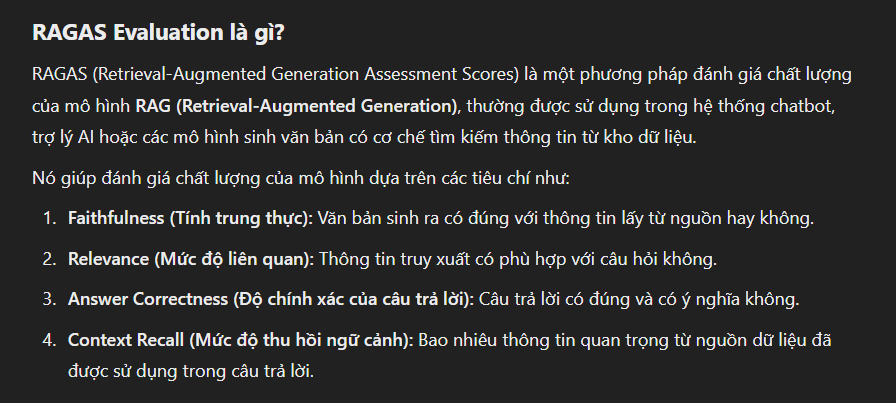 RAGAS Evaluation là gì?
RAGAS (Retrieval-Augmented Generation Assessment Scores) là một phương pháp đánh giá chất lượng
của mô hình RAG (Retrieval-Augmented Generation), thường được sử dụng trong hệ thống chatbot,
trợ lý AI hoặc các mô hình sinh văn bản có cơ chế tìm kiếm thông tin từ kho dữ liệu.
Nó giúp đánh giá chất lượng của mô hình dựa trên các tiêu chí như:
1. Faithfulness (Tính trung thực): Văn bản sinh ra có đúng với thông tin lấy từ nguồn hay không.
2. Relevance (Mức độ liên quan): Thông tin truy xuất có phù hợp với câu hỏi không.
3. Answer Correctness (Độ chính xác của câu trả lời): Câu trả lời có đúng và có ý nghĩa không.
4. Context Recall (Mức độ thu hồi ngữ cảnh): Bao nhiêu thông tin quan trọng từ nguồn dữ liệu đã
được sử dụng trong câu trả lời.